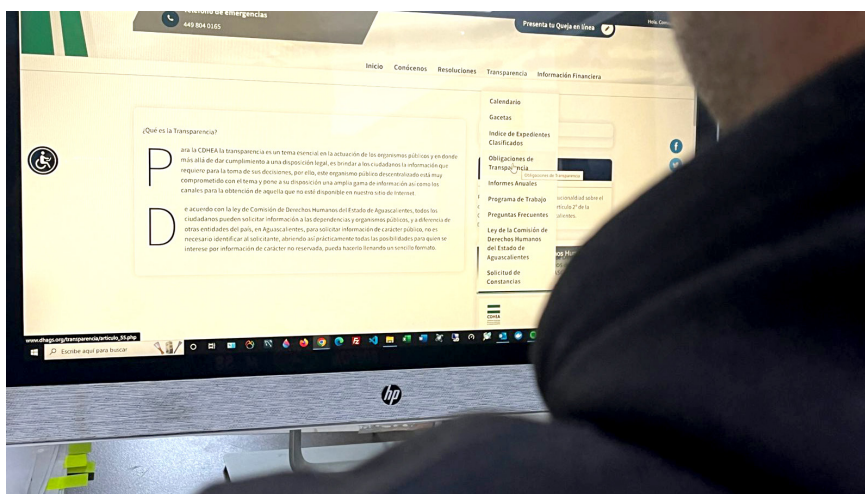 Teléfono de emergencias
449 804 0165
Presenta tu Queja en línea
Inicio Conócenos Resoluciones Transparencia Información Financiera
¿Qué es la Transparencia?
Para la CDHEA la transparencia es un tema esencial en la actuación de los organismos públicos y en donde
más allá de dar cumplimiento a una disposición legal, es brindar a los ciudadanos la información que
requiere para la toma de sus decisiones, por ello, este organismo público descentralizado está muy
comprometido con el tema y pone a su disposición una amplia gama de información así como los
canales para la obtención de aquella que no esté disponible en nuestro sitio de Internet.
De acuerdo con la ley de Comisión de Derechos Humanos del Estado de Aguascalientes, todos los
ciudadanos pueden solicitar información a las dependencias y organismos públicos, y a diferencia de
otras entidades del país, en Aguascalientes, para solicitar información de carácter público, no es
necesario identificar al solicitante, abriendo así prácticamente todas las posibilidades para quien se
interese por información de carácter no reservada, pueda hacerlo llenando un sencillo formato.
Calendario
Gacetas
Indice de Expedientes
Clasificados
Obligaciones de
Transparencia
Obligaciones de Transparencia
Informes Anuales
Programa de Trabajo
Preguntas Frecuentes
Ley de la Comisión de
Derechos Humanos
del Estado de
Aguascalientes
Solicitud de
Constancias
CDHEA
www.dhags.org/transparencia/articulo_55.php
Escribe aquí para buscar
hp